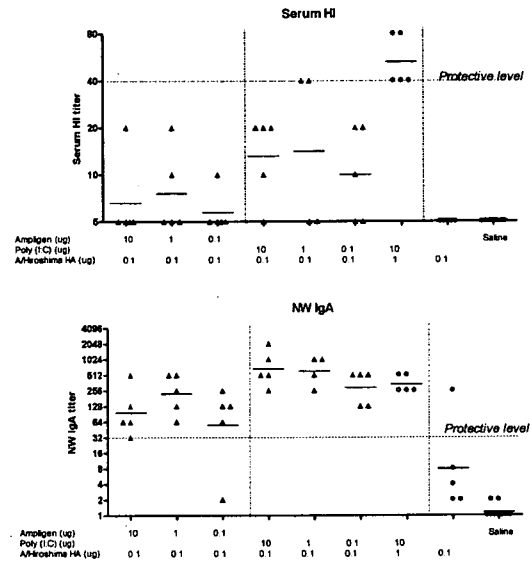 Serum HI
80
40
20
10
5
Serum HI titer
Protective level
Saline
Ampligen (ug) 10 1 0.1
Poly (I:C) (ug) 10 1 0.1 10
A/Hiroshima HA (ug) 0.1 0.1 0.1 0.1 0.1 0.1 1 0.1
NW IgA
4096
2048
1024
512
256
128
64
32
16
8
4
2
1
NW IgA titer
Protective level
Saline
Ampligen (ug) 10 1 0.1
Poly (I:C) (ug) 10 1 0.1 10
A/Hiroshima HA (ug) 0.1 0.1 0.1 0.1 0.1 0.1 1 0.1